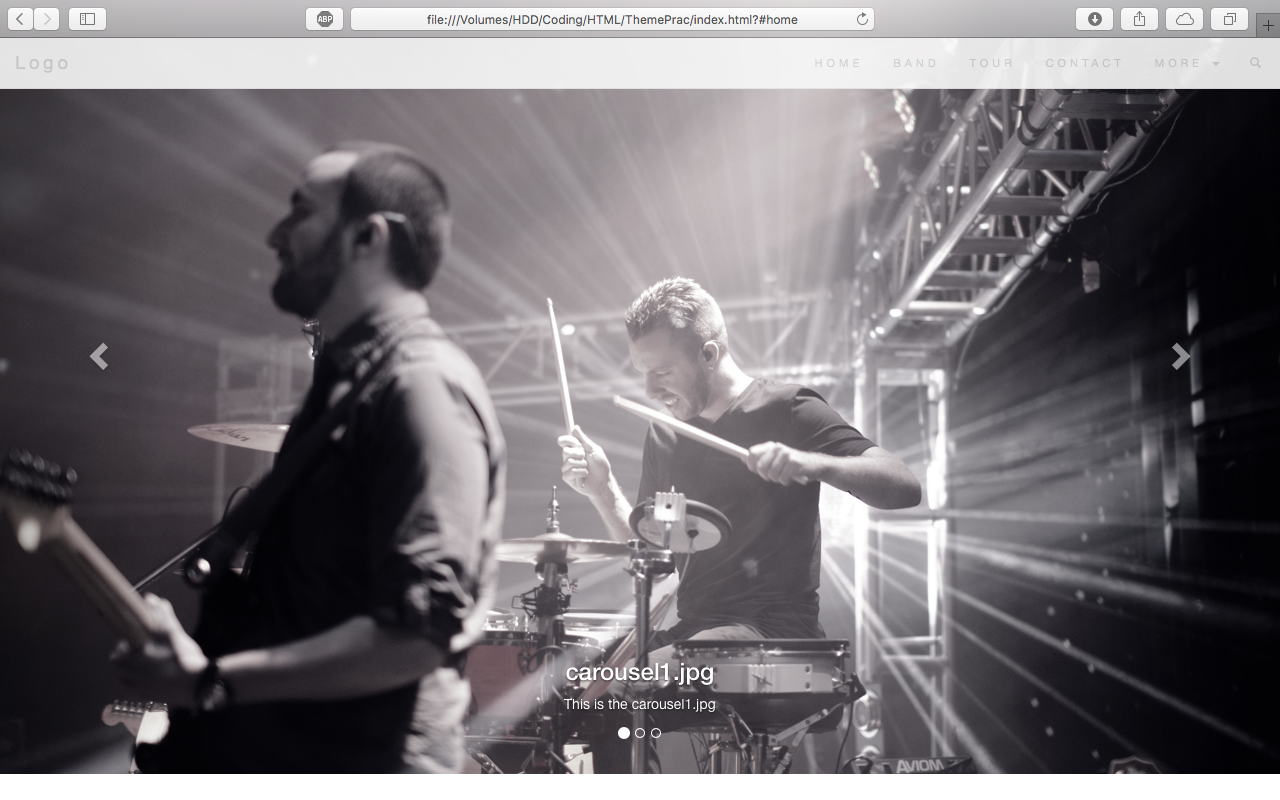 ABP
file:///Volumes/HDD/Coding/HTML/ThemePrac/index.html?#home
Logo
HOME BAND TOUR CONTACT MORE
carousel1.jpg
This is the carousel1.jpg
AVIOM